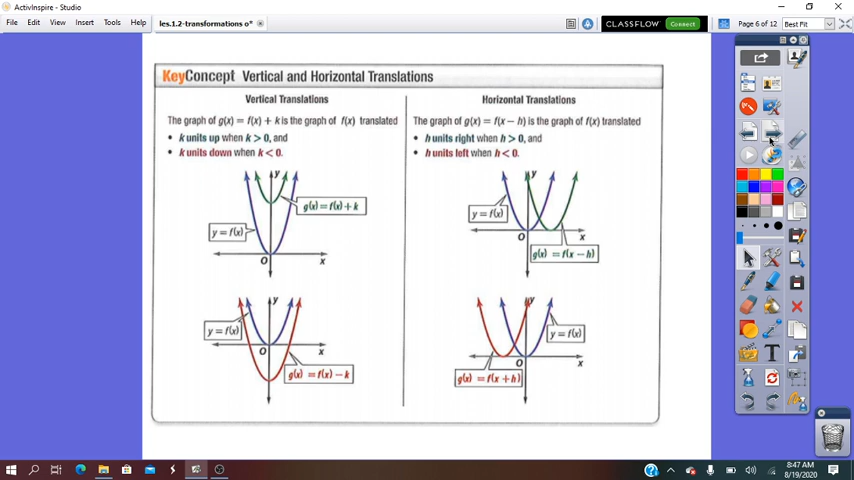 ActivInspire - Studio
File Edit View Insert Tools Help
les.1.2-transformations o*
CLASSFLOW Connect
Page 6 of 12
Best Fit
KeyConcept Vertical and Horizontal Translations
Vertical Translations
The graph of g(x) = f(x) + k is the graph of f(x) translated
• k units up when k > 0, and
• k units down when k < 0.
y
g(x) = f(x) + k
y = f(x)
O
x
y
y = f(x)
O
x
g(x) = f(x) − k
Horizontal Translations
The graph of g(x) = f(x − h) is the graph of f(x) translated
• h units right when h > 0, and
• h units left when h < 0.
y
y = f(x)
O
x
g(x) = f(x − h)
y
y = f(x)
O
x
g(x) = f(x + h)
8:47 AM
8/19/2020